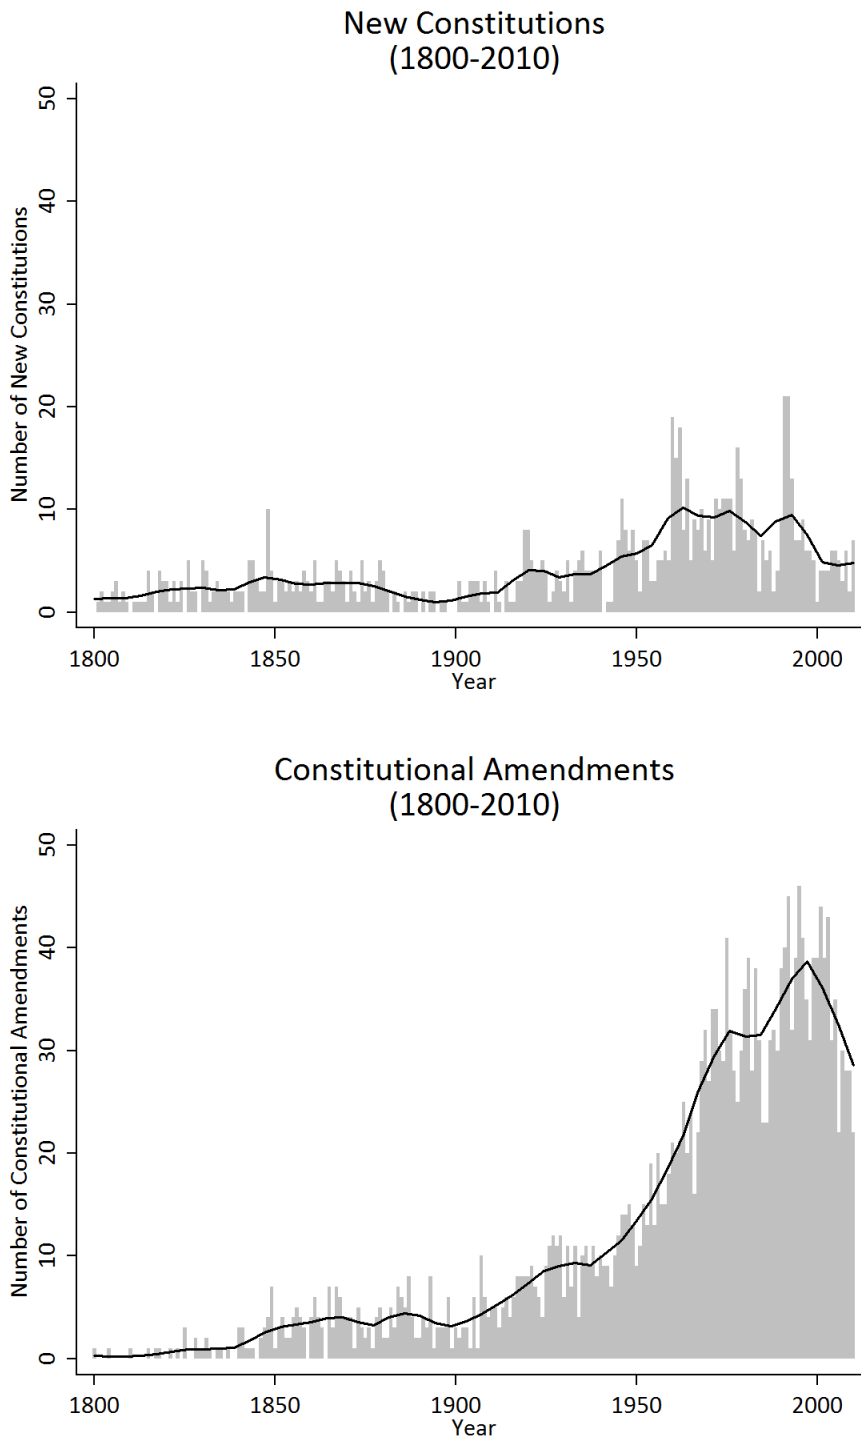 New Constitutions
(1800-2010)
Number of New Constitutions
50
40
30
20
10
0
1800 1850 1900 1950 2000
Year
Constitutional Amendments
(1800-2010)
Number of Constitutional Amendments
50
40
30
20
10
0
1800 1850 1900 1950 2000
Year